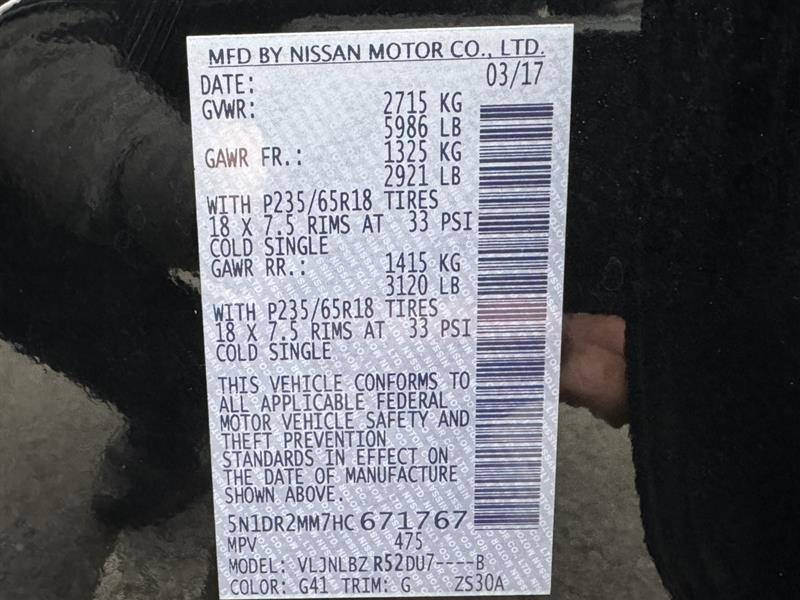 MFD BY NISSAN MOTOR CO., LTD.
DATE: 03/17
GVWR: 2715 KG
5986 LB
GAWR FR.: 1325 KG
2921 LB
WITH P235/65R18 TIRES
18 X 7.5 RIMS AT 33 PSI
COLD SINGLE
GAWR RR.: 1415 KG
3120 LB
WITH P235/65R18 TIRES
18 X 7.5 RIMS AT 33 PSI
COLD SINGLE
THIS VEHICLE CONFORMS TO
ALL APPLICABLE FEDERAL
MOTOR VEHICLE SAFETY AND
THEFT PREVENTION
STANDARDS IN EFFECT ON
THE DATE OF MANUFACTURE
SHOWN ABOVE.
5N1DR2MM7HC 671767
MPV 475
MODEL: VLJNLBZ R52DU7----B
COLOR: G41 TRIM: G ZS30A